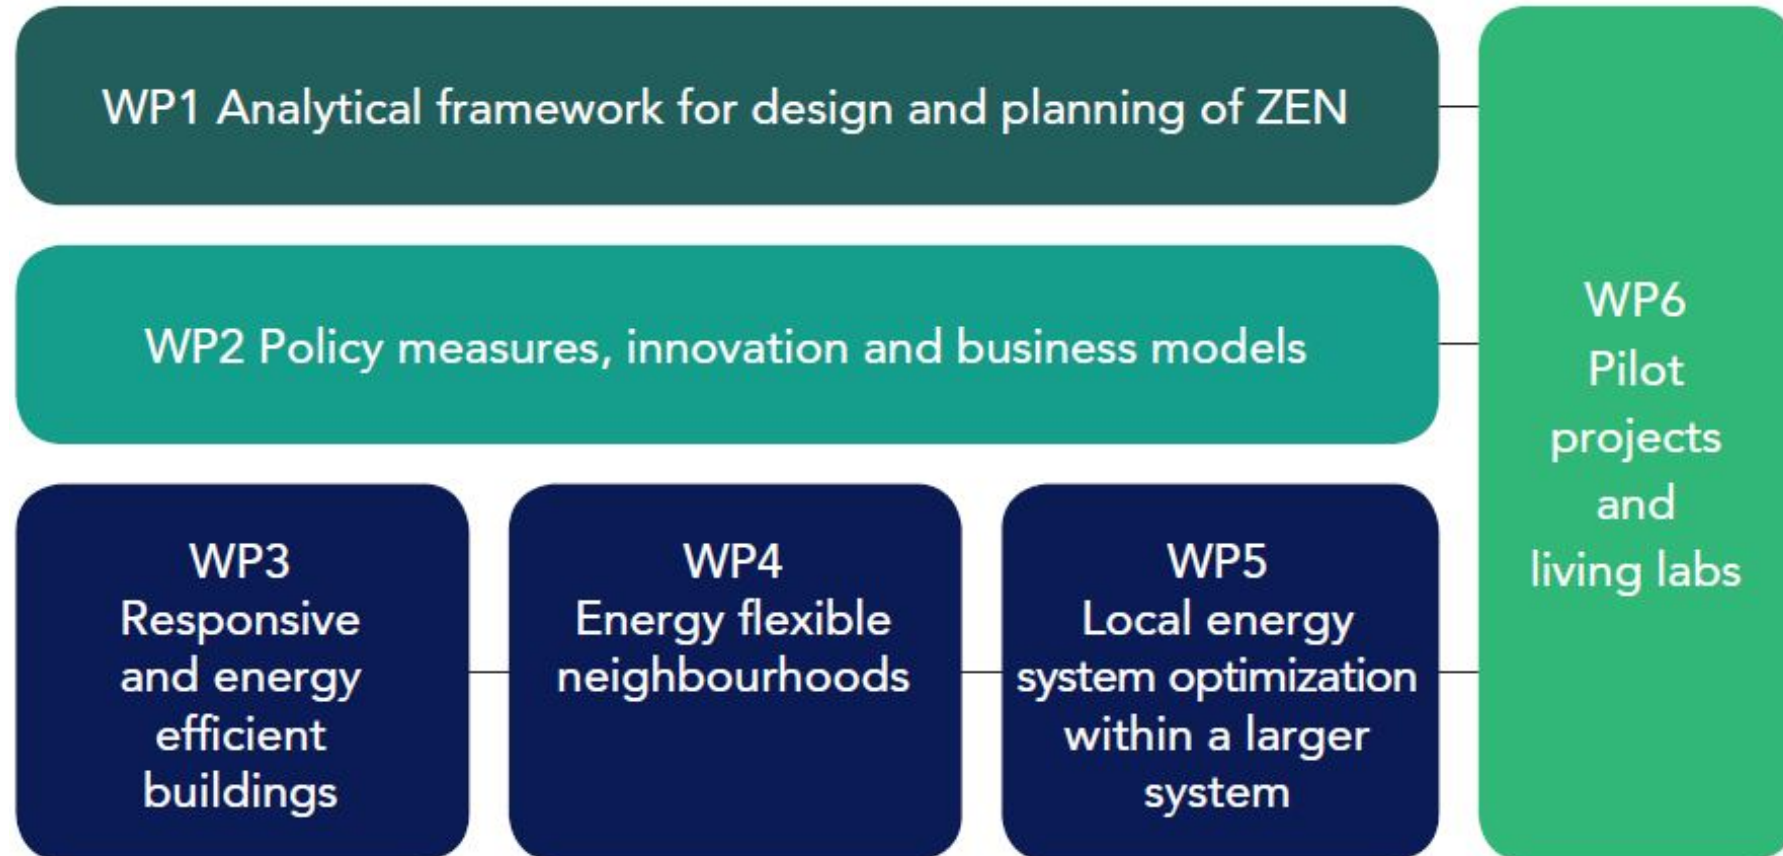 WP1 Analytical framework for design and planning of ZEN
WP2 Policy measures, innovation and business models
WP3
Responsive
and energy
efficient
buildings
WP4
Energy flexible
neighbourhoods
WP5
Local energy
system optimization
within a larger
system
WP6
Pilot
projects
and
living labs